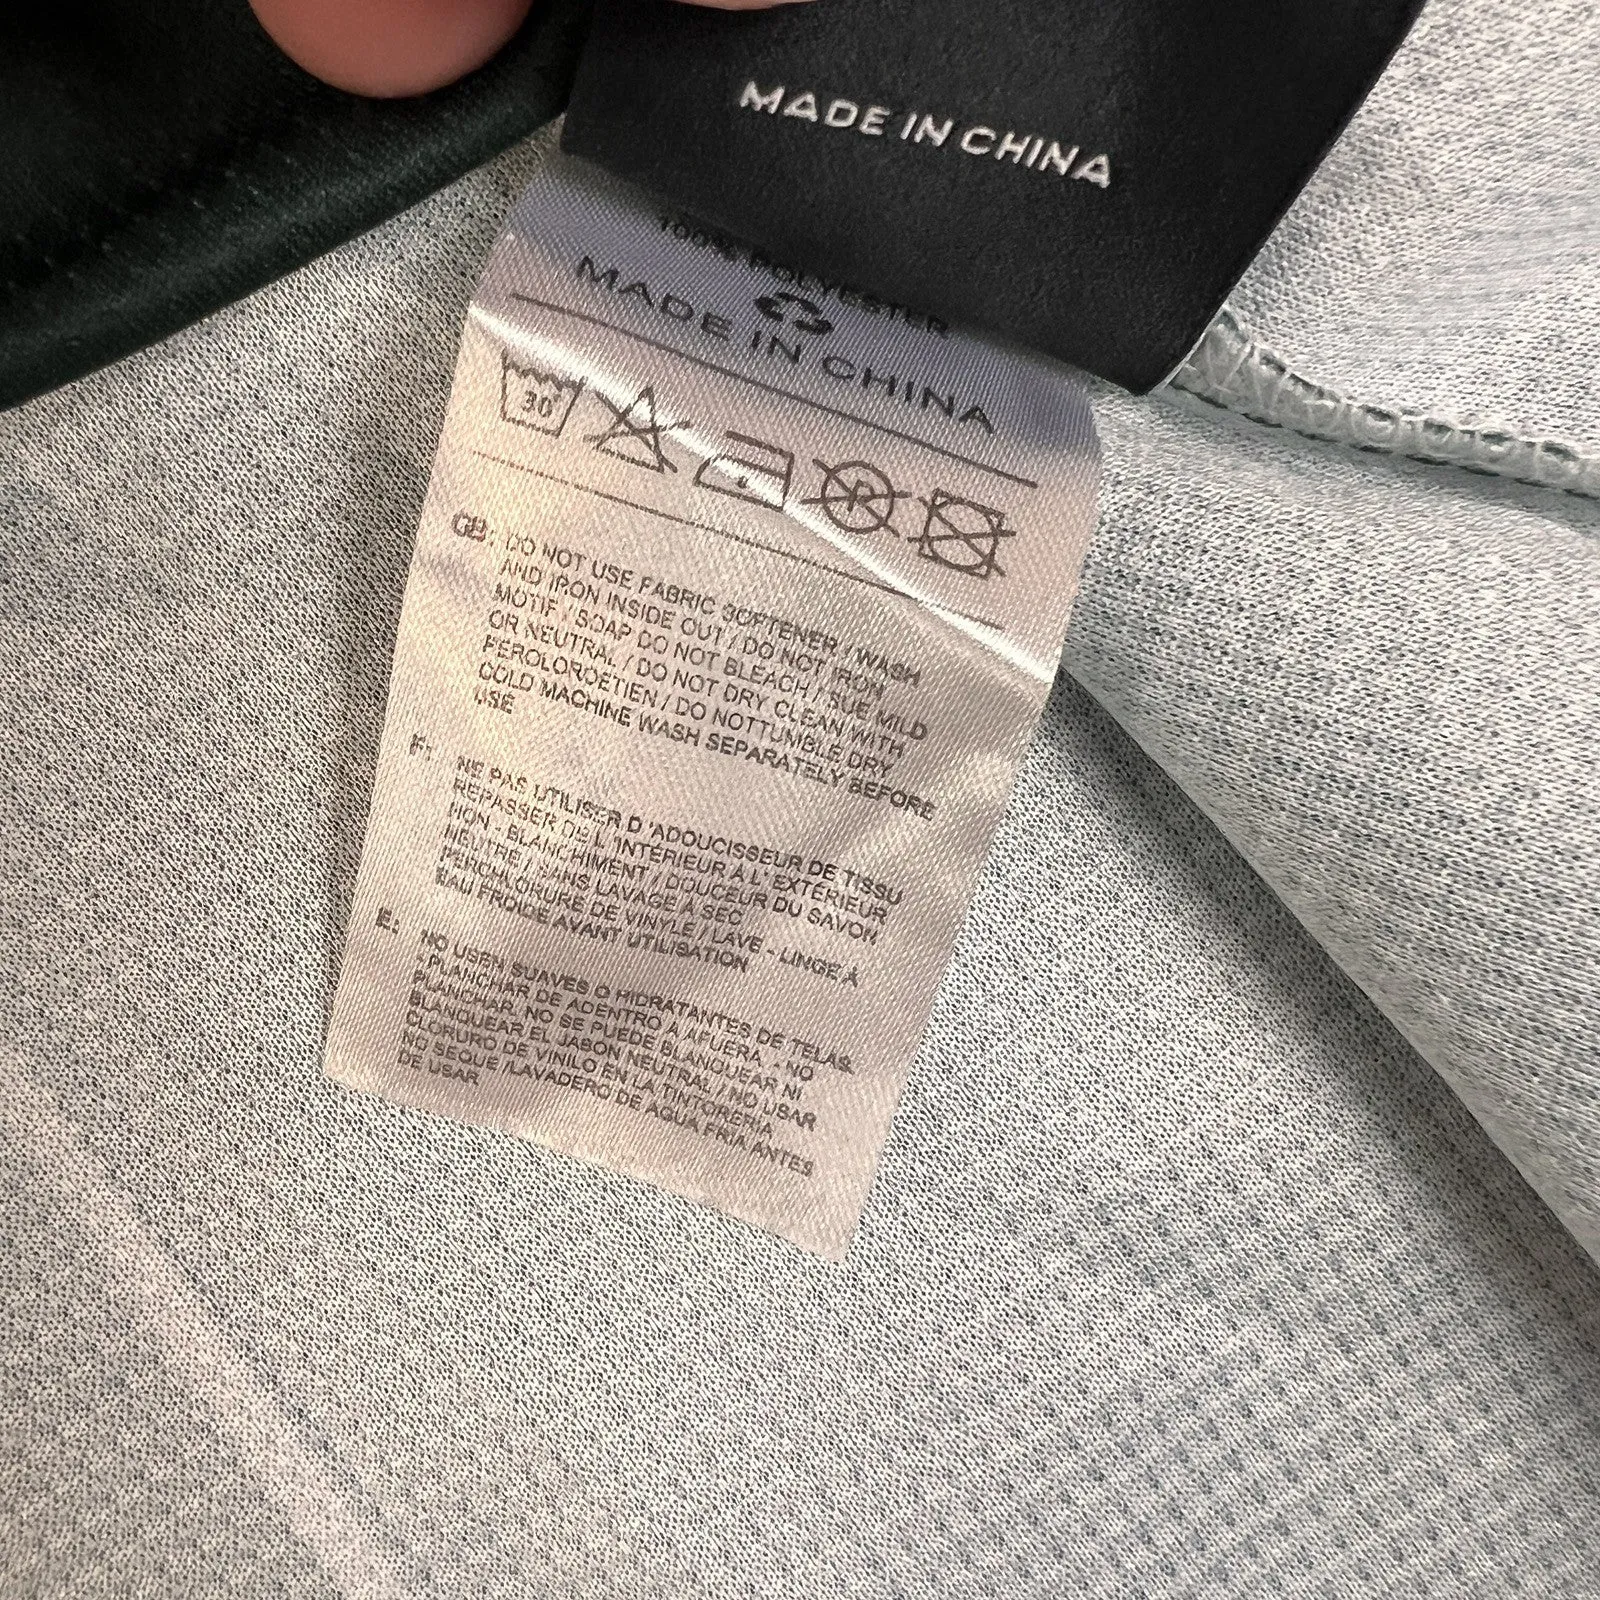 MADE IN CHINA
100% POLYESTER
MADE IN CHINA
30
P
GB: DO NOT USE FABRIC SOFTENER / WASH
AND IRON INSIDE OUT / DO NOT IRON
MOTIF / SOAP DO NOT BLEACH / SUE MILD
OR NEUTRAL / DO NOT DRY CLEAN WITH
PEROLOROETIEN / DO NOTTUMBLE DRY
COLD MACHINE WASH SEPARATELY BEFORE
USE
F: NE PAS UTILISER D 'ADOUCISSEUR DE TISSU
REPASSER DE L 'INTÉRIEUR À L' EXTÉRIEUR
NON - BLANCHIMENT / DOUCEUR DU SAVON
NEUTRE / SANS LAVAGE À SEC
PERCHLORURE DE VINYLE / LAVE - LINGE À
EAU FROIDE AVANT UTILISATION
E: NO USEN SUAVES O HIDRATANTES DE TELAS
- PLANCHAR DE ADENTRO A AFUERA, - NO
PLANCHAR. NO SE PUEDE BLANQUEAR NI
BLANQUEAR EL JABON NEUTRAL / NO USAR
CLORURO DE VINILO EN LA TINTORERIA
NO SEQUE /LAVADERO DE AGUA FRIA ANTES
DE USAR